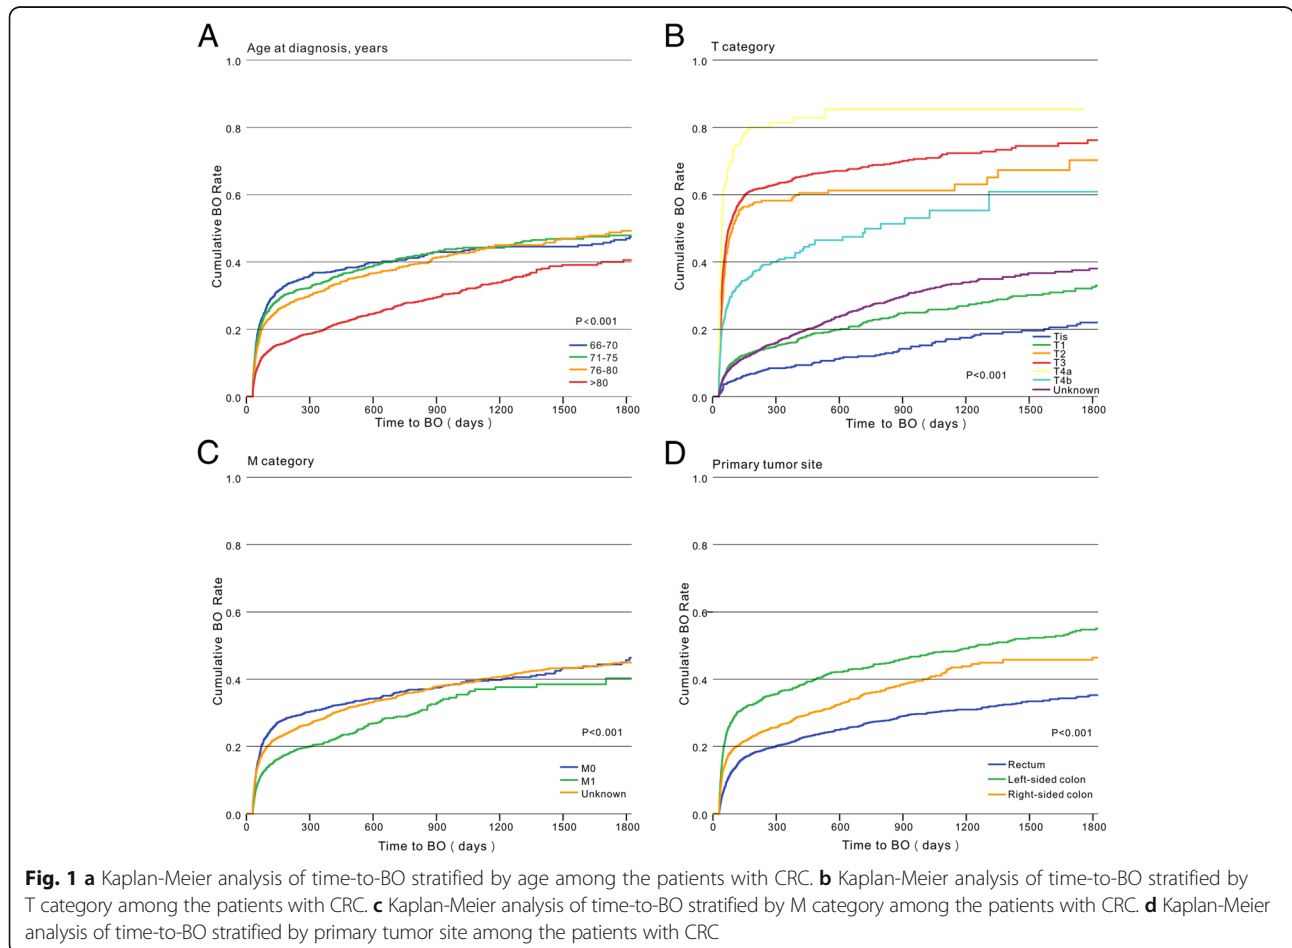 A
Age at diagnosis, years
1.0
0.8
0.6
0.4
0.2
0.0
Cumulative BO Rate
P<0.001
66-70
71-75
76-80
>80
0 300 600 900 1200 1500 1800
Time to BO ( days )
B
T category
1.0
0.8
0.6
0.4
0.2
0.0
Cumulative BO Rate
P<0.001
Tis
T1
T2
T3
T4a
T4b
Unknown
0 300 600 900 1200 1500 1800
Time to BO ( days )
C
M category
1.0
0.8
0.6
0.4
0.2
0.0
Cumulative BO Rate
P<0.001
M0
M1
Unknown
0 300 600 900 1200 1500 1800
Time to BO ( days )
D
Primary tumor site
1.0
0.8
0.6
0.4
0.2
0.0
Cumulative BO Rate
P<0.001
Rectum
Left-sided colon
Right-sided colon
0 300 600 900 1200 1500 1800
Time to BO ( days )
Fig. 1 a Kaplan-Meier analysis of time-to-BO stratified by age among the patients with CRC. b Kaplan-Meier analysis of time-to-BO stratified by
T category among the patients with CRC. c Kaplan-Meier analysis of time-to-BO stratified by M category among the patients with CRC. d Kaplan-Meier
analysis of time-to-BO stratified by primary tumor site among the patients with CRC